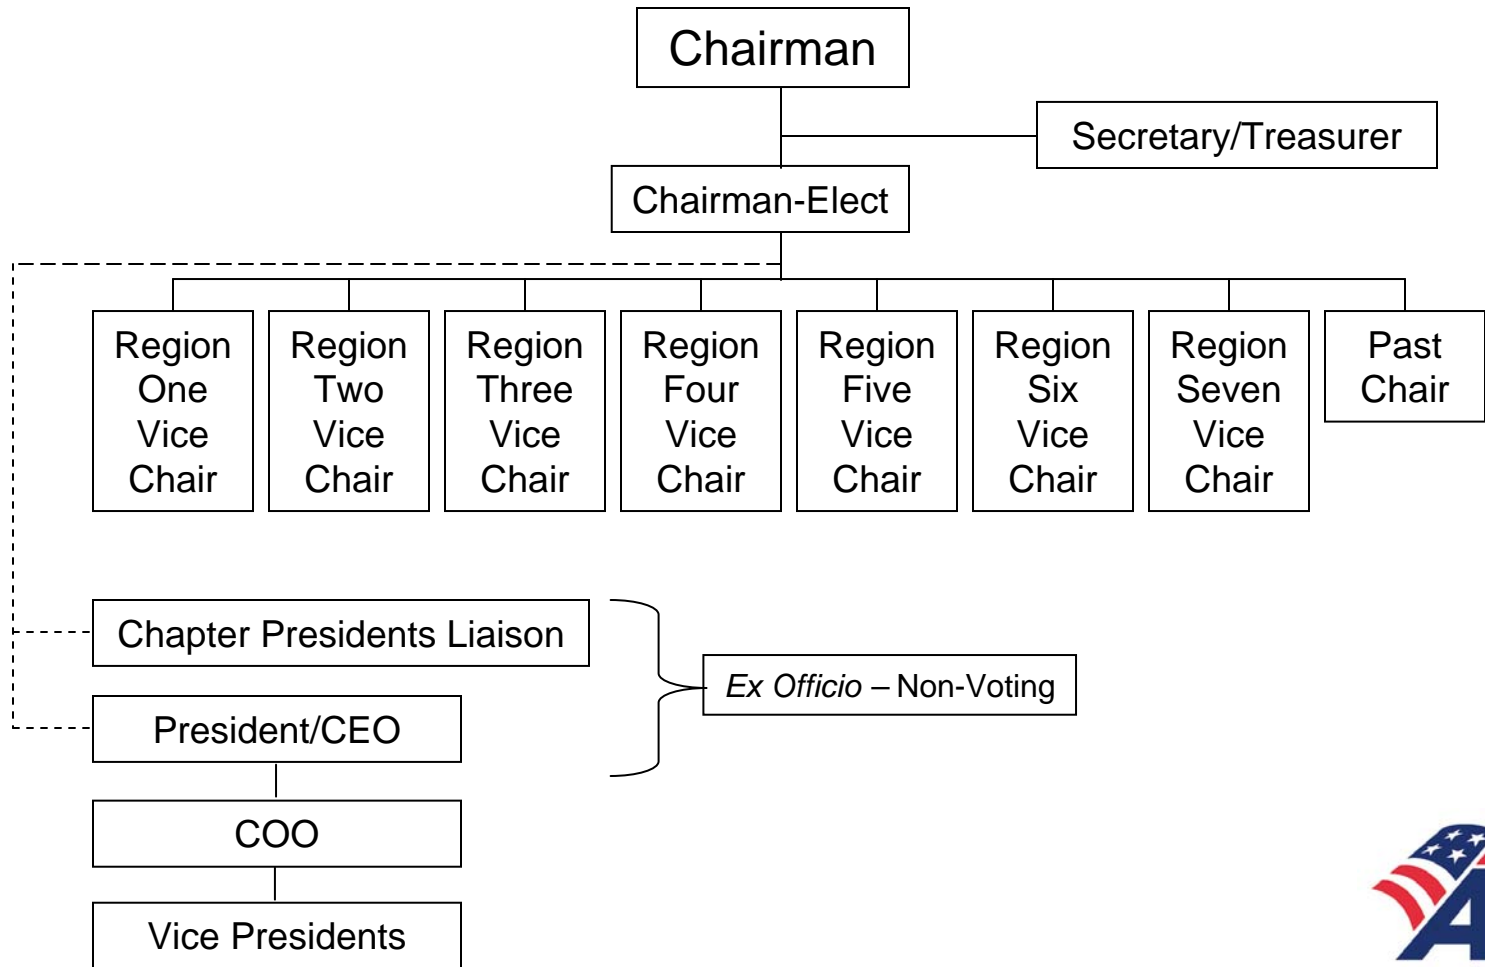 Chairman
Secretary/Treasurer
Chairman-Elect
Region
One
Vice
Chair
Region
Two
Vice
Chair
Region
Three
Vice
Chair
Region
Four
Vice
Chair
Region
Five
Vice
Chair
Region
Six
Vice
Chair
Region
Seven
Vice
Chair
Past
Chair
Chapter Presidents Liaison
Ex Officio – Non-Voting
President/CEO
COO
Vice Presidents
A